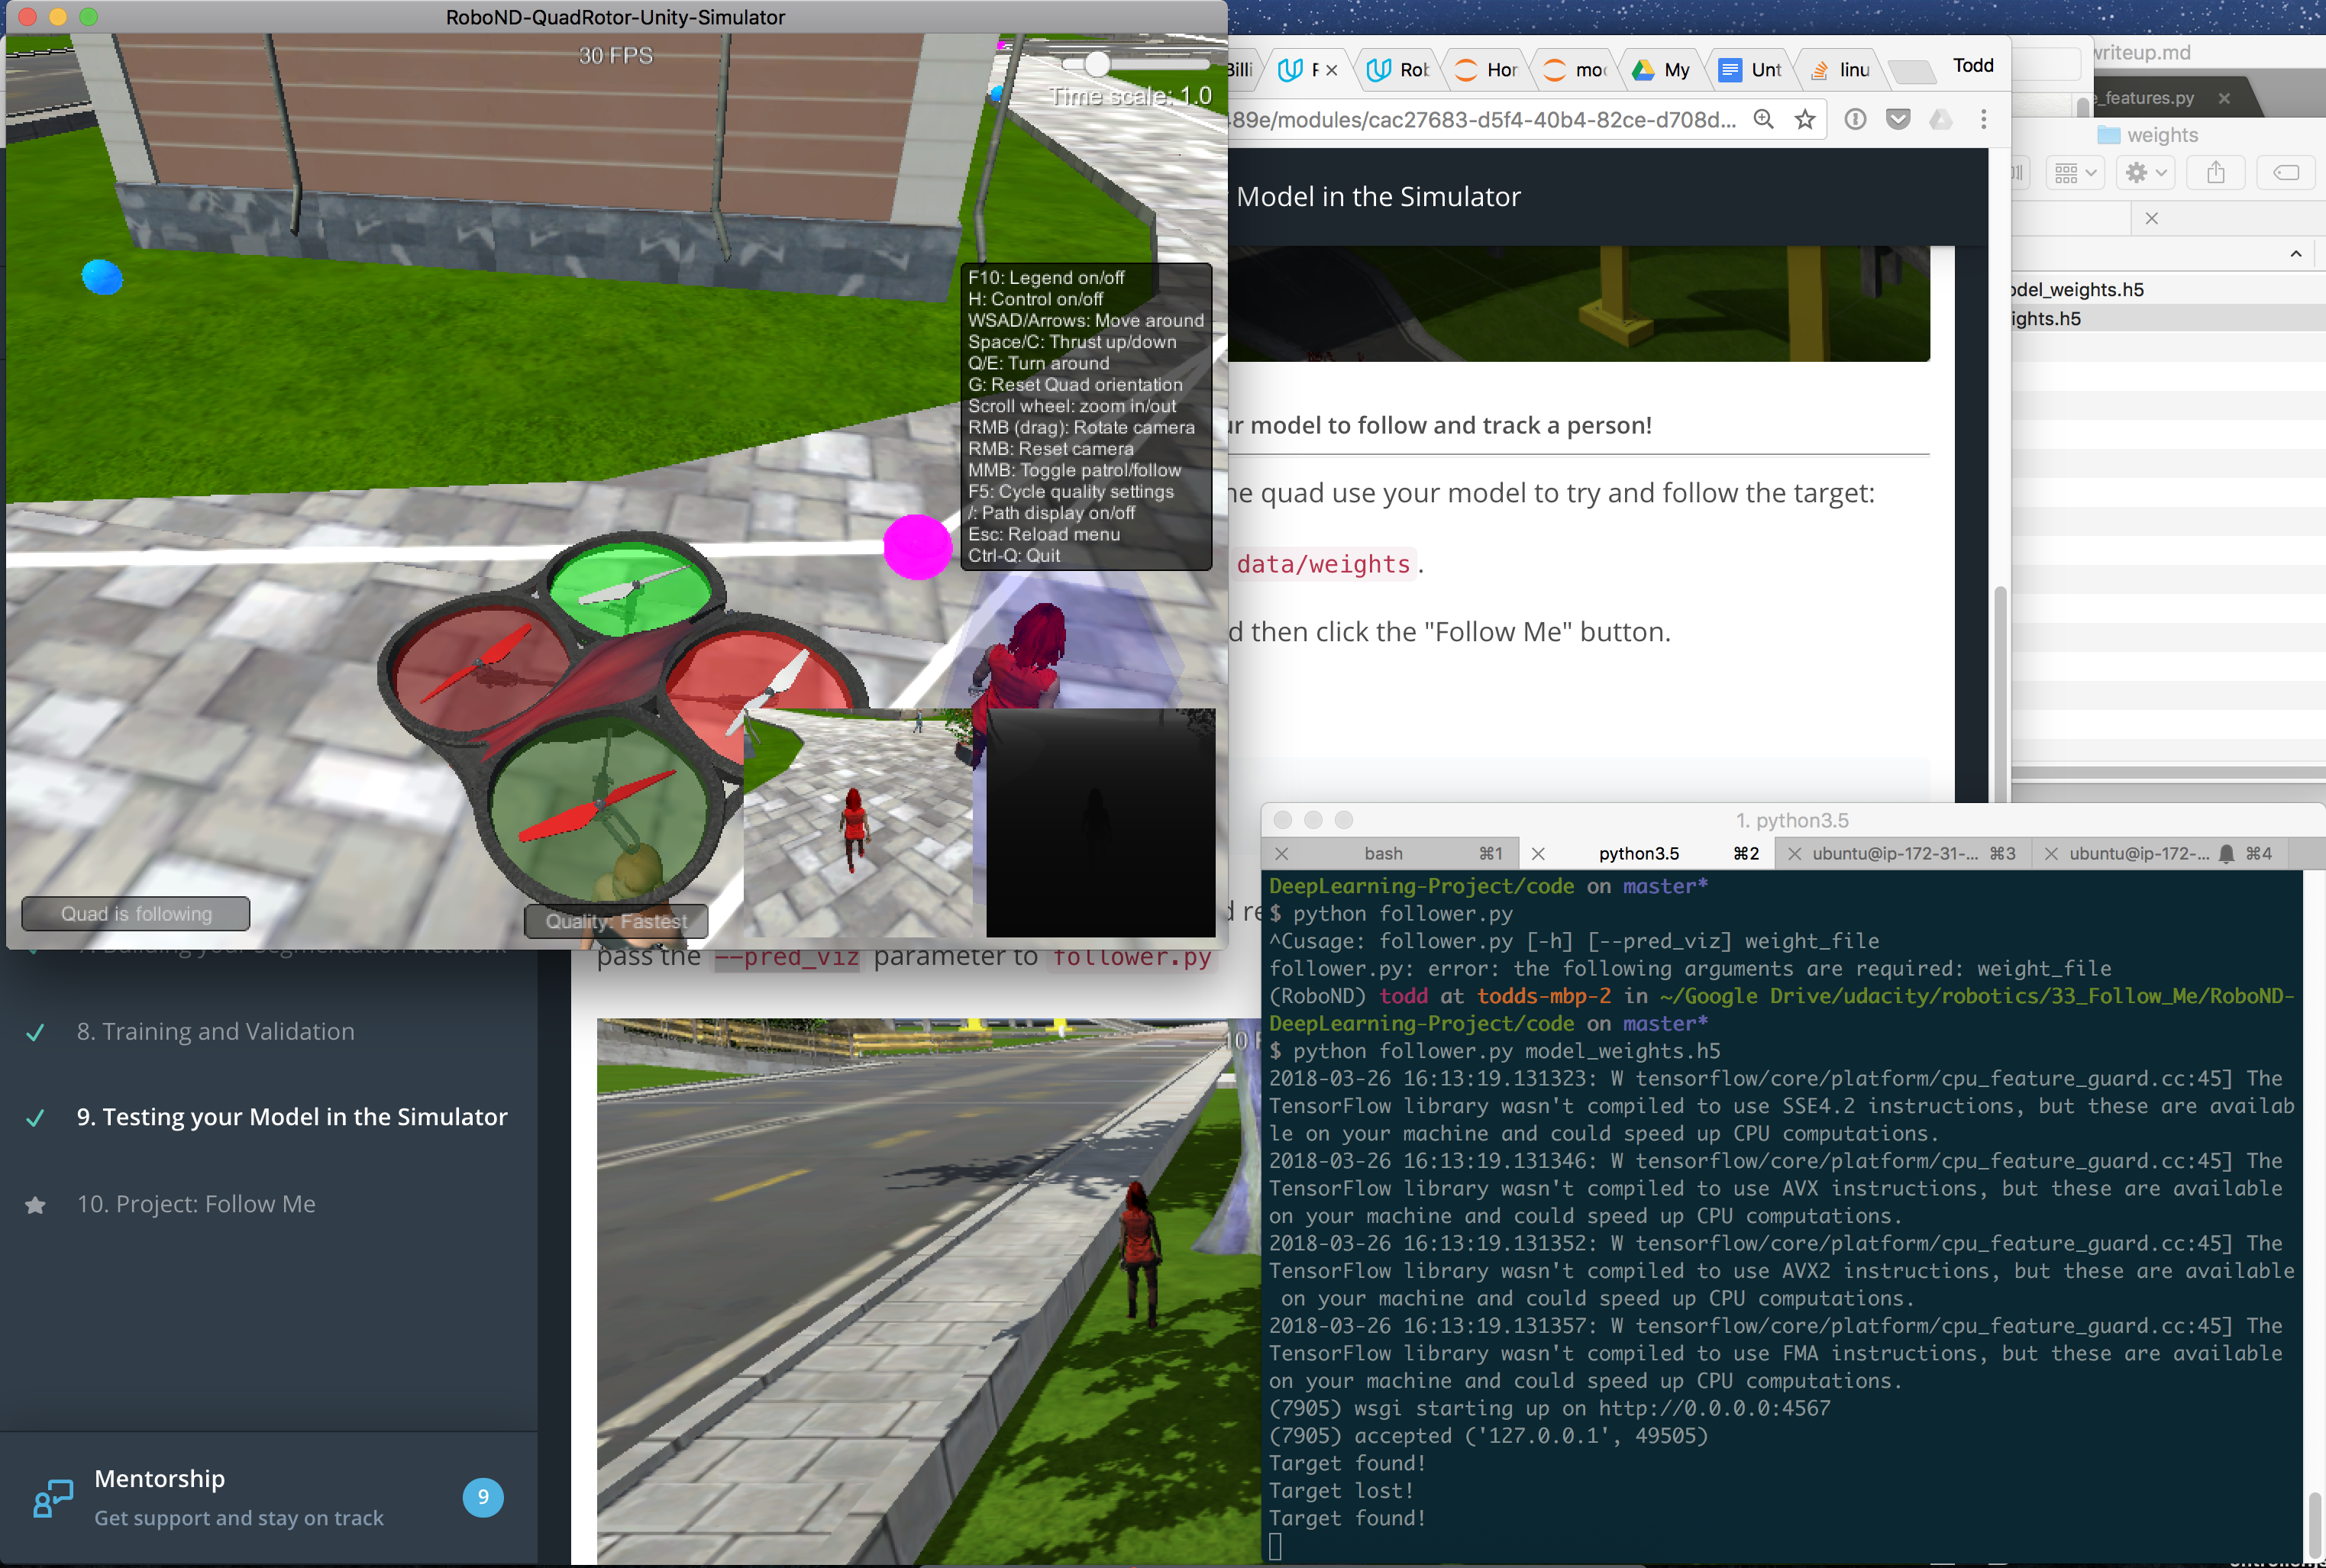 RoboND-QuadRotor-Unity-Simulator
30 FPS
Time scale: 1.0
F10: Legend on/off
H: Control on/off
WSAD/Arrows: Move around
Space/C: Thrust up/down
Q/E: Turn around
G: Reset Quad orientation
Scroll wheel: zoom in/out
RMB (drag): Rotate camera
RMB: Reset camera
MMB: Toggle patrol/follow
F5: Cycle quality settings
/: Path display on/off
Esc: Reload menu
Ctrl-Q: Quit
Quad is following
Quality: Fastest
Rob
Hor
My
Unt
linu
Todd
489e/modules/cac27683-d5f4-40b4-82ce-d708d...
Model in the Simulator
ur model to follow and track a person!
ne quad use your model to try and follow the target:
data/weights.
d then click the "Follow Me" button.
pass the --pred_viz parameter to follower.py
writeup.md
e_features.py
weights
odel_weights.h5
ights.h5
8. Training and Validation
9. Testing your Model in the Simulator
10. Project: Follow Me
Mentorship
9
Get support and stay on track
1. python3.5
bash ⌘1
python3.5 ⌘2
ubuntu@ip-172-31-... ⌘3
ubuntu@ip-172-... ⌘4
DeepLearning-Project/code on master*
$ python follower.py
^Cusage: follower.py [-h] [--pred_viz] weight_file
follower.py: error: the following arguments are required: weight_file
(RoboND) todd at todds-mbp-2 in ~/Google Drive/udacity/robotics/33_Follow_Me/RoboND-
DeepLearning-Project/code on master*
$ python follower.py model_weights.h5
2018-03-26 16:13:19.131323: W tensorflow/core/platform/cpu_feature_guard.cc:45] The
TensorFlow library wasn't compiled to use SSE4.2 instructions, but these are availab
le on your machine and could speed up CPU computations.
2018-03-26 16:13:19.131346: W tensorflow/core/platform/cpu_feature_guard.cc:45] The
TensorFlow library wasn't compiled to use AVX instructions, but these are available
on your machine and could speed up CPU computations.
2018-03-26 16:13:19.131352: W tensorflow/core/platform/cpu_feature_guard.cc:45] The
TensorFlow library wasn't compiled to use AVX2 instructions, but these are available
on your machine and could speed up CPU computations.
2018-03-26 16:13:19.131357: W tensorflow/core/platform/cpu_feature_guard.cc:45] The
TensorFlow library wasn't compiled to use FMA instructions, but these are available
on your machine and could speed up CPU computations.
(7905) wsgi starting up on http://0.0.0.0:4567
(7905) accepted ('127.0.0.1', 49505)
Target found!
Target lost!
Target found!